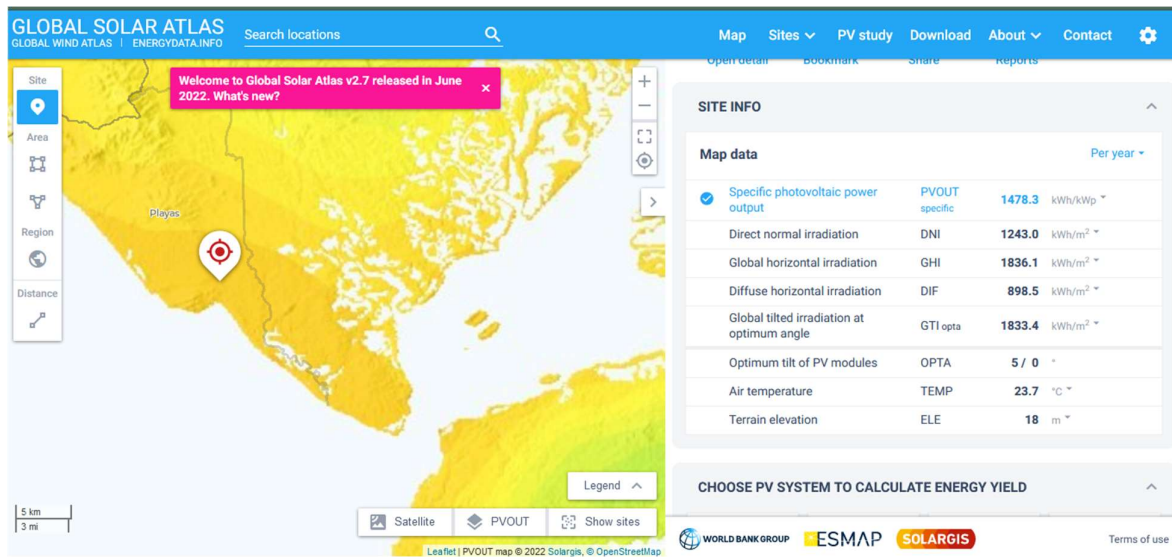 GLOBAL SOLAR ATLAS
GLOBAL WIND ATLAS | ENERGYDATA.INFO
Search locations
Map Sites PV study Download About Contact
Open detail Bookmark Share Reports
Site
Area
Region
Distance
Welcome to Global Solar Atlas v2.7 released in June
2022. What's new?
×
+
−
Playas
5 km
3 mi
Legend
Satellite PVOUT Show sites
Leaflet | PVOUT map © 2022 Solargis, © OpenStreetMap
SITE INFO
Map data Per year
Specific photovoltaic power
output
PVOUT
specific
1478.3 kWh/kWp
Direct normal irradiation DNI 1243.0 kWh/m²
Global horizontal irradiation GHI 1836.1 kWh/m²
Diffuse horizontal irradiation DIF 898.5 kWh/m²
Global tilted irradiation at
optimum angle
GTI opta 1833.4 kWh/m²
Optimum tilt of PV modules OPTA 5 / 0 °
Air temperature TEMP 23.7 °C
Terrain elevation ELE 18 m
CHOOSE PV SYSTEM TO CALCULATE ENERGY YIELD
WORLD BANK GROUP ESMAP SOLARGIS Terms of use